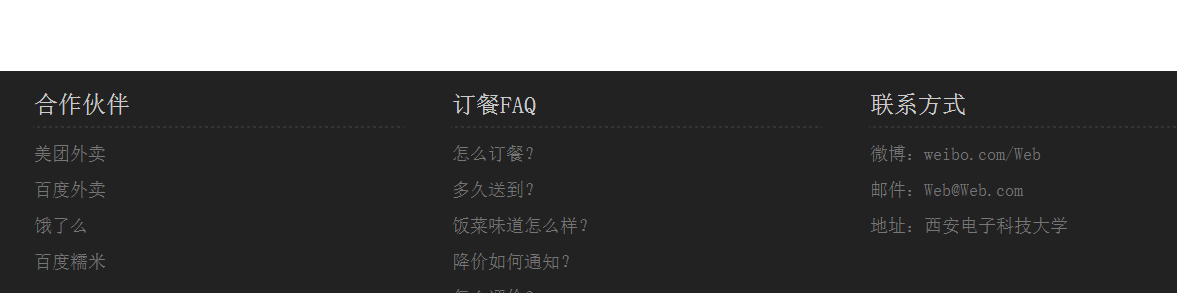 合作伙伴
美团外卖
百度外卖
饿了么
百度糯米
订餐FAQ
怎么订餐?
多久送到?
饭菜味道怎么样?
降价如何通知?
联系方式
微博: weibo.com/Web
邮件: Web@Web.com
地址: 西安电子科技大学